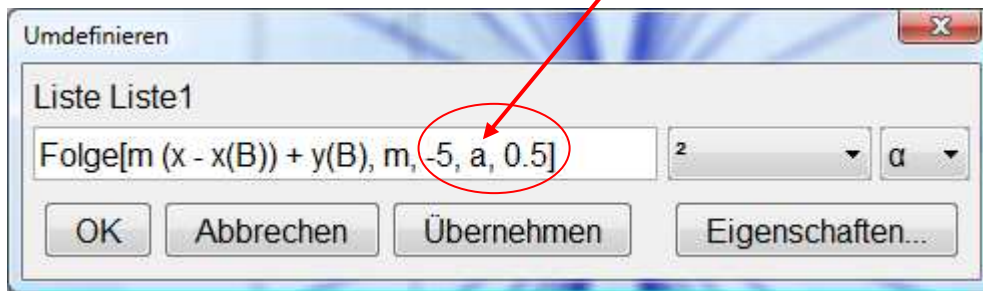 Umdefinieren
Liste Liste1
Folge[m (x - x(B)) + y(B), m, -5, a, 0.5]
² α
OK Abbrechen Übernehmen Eigenschaften...